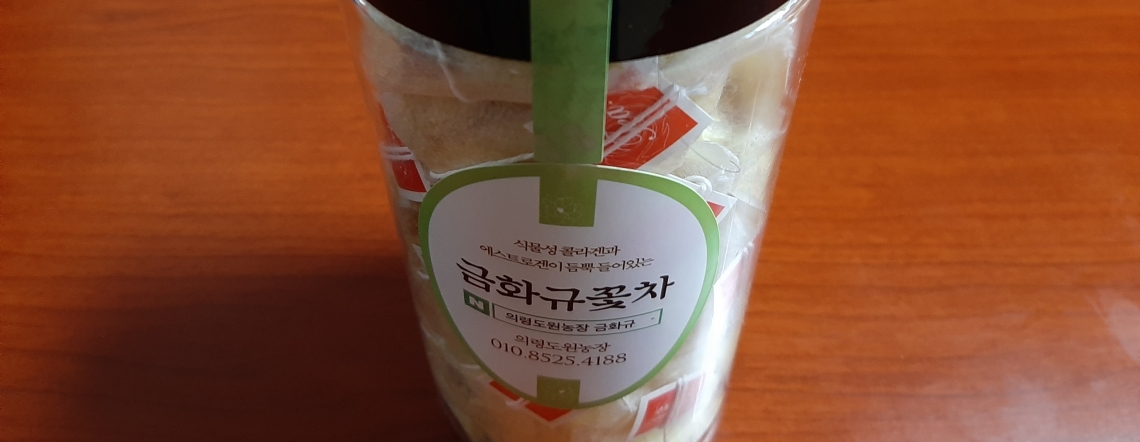 식물성 콜라겐과
에스트로겐이 듬뿍 들어있는
금화규꽃차
N 의령도원농장 금화규
의령도원농장
010.8525.4188